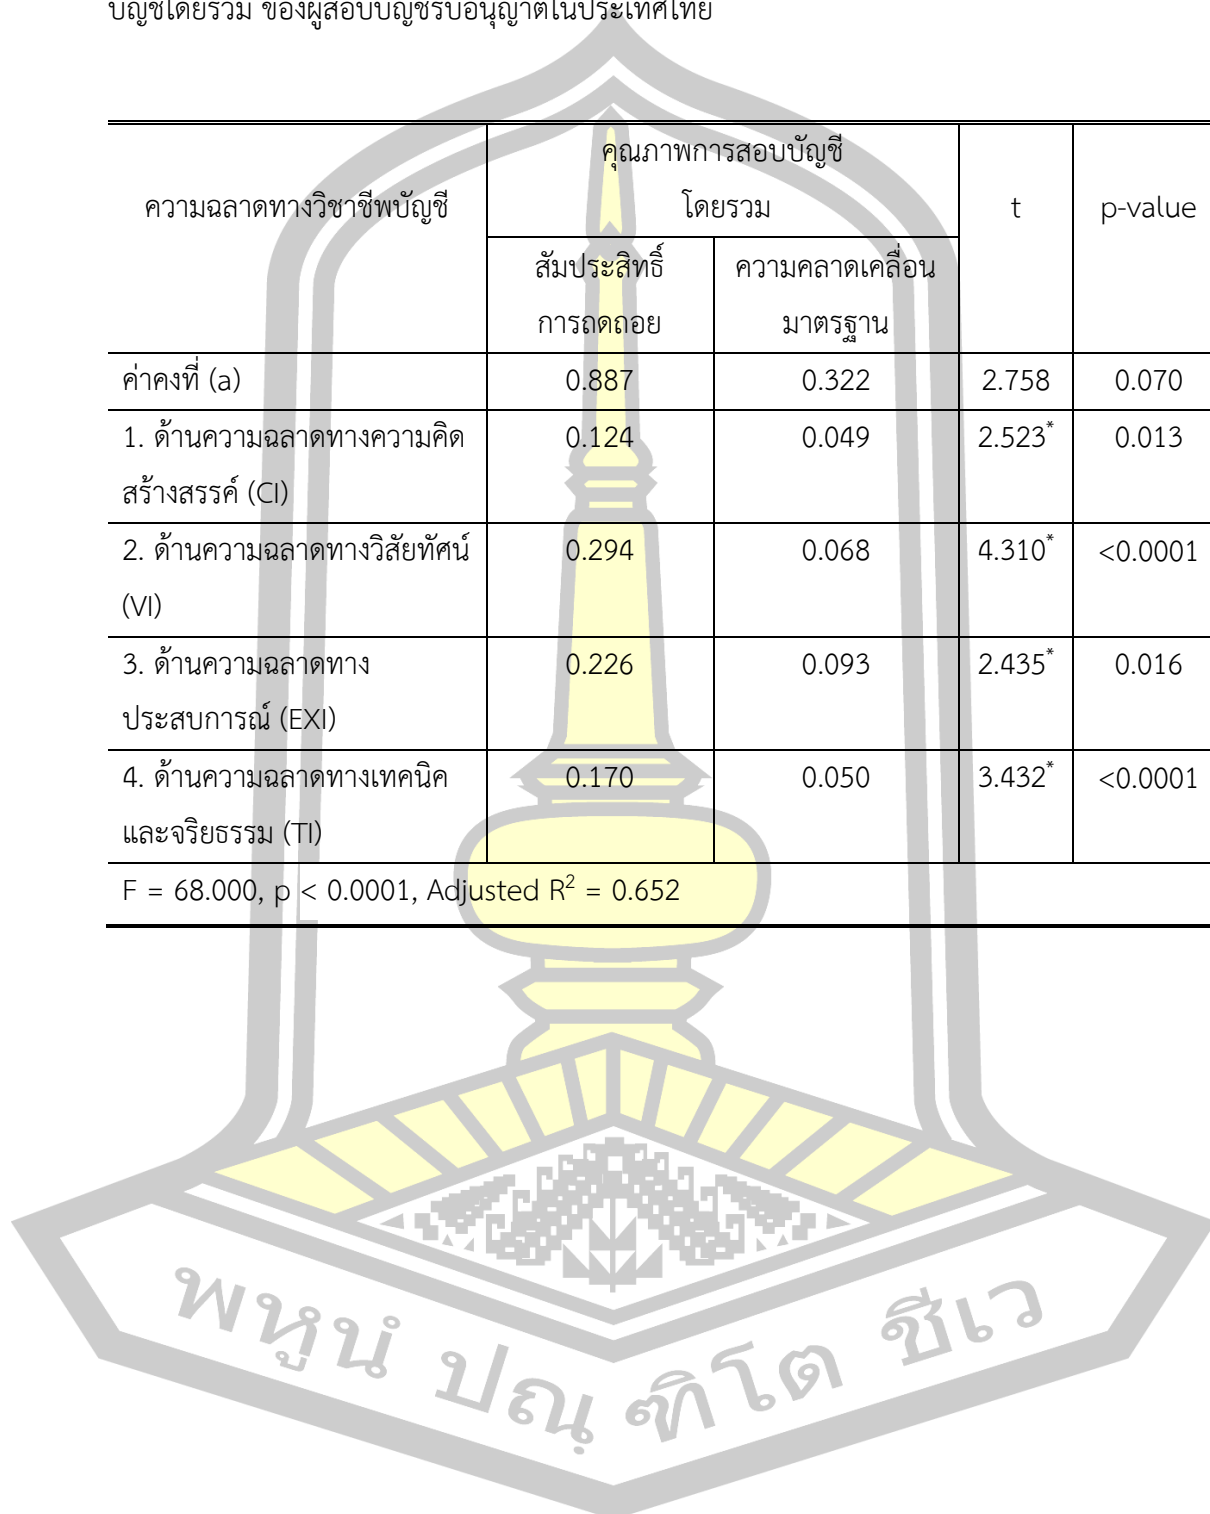 บัญชีโดยรวม ของผู้สอบบัญชีรับอนุญาตในประเทศไทย
ความฉลาดทางวิชาชีพบัญชี
คุณภาพการสอบบัญชี
โดยรวม
t
p-value
สัมประสิทธิ์
การถดถอย
ความคลาดเคลื่อน
มาตรฐาน
ค่าคงที่ (a) 0.887 0.322 2.758 0.070
1. ด้านความฉลาดทางความคิด 0.124 0.049 2.523* 0.013
สร้างสรรค์ (CI)
2. ด้านความฉลาดทางวิสัยทัศน์ 0.294 0.068 4.310* <0.0001
(VI)
3. ด้านความฉลาดทาง 0.226 0.093 2.435* 0.016
ประสบการณ์ (EXI)
4. ด้านความฉลาดทางเทคนิค 0.170 0.050 3.432* <0.0001
และจริยธรรม (TI)
F = 68.000, p < 0.0001, Adjusted R² = 0.652
พหูนํ ปณฺฑิโต ชีเว